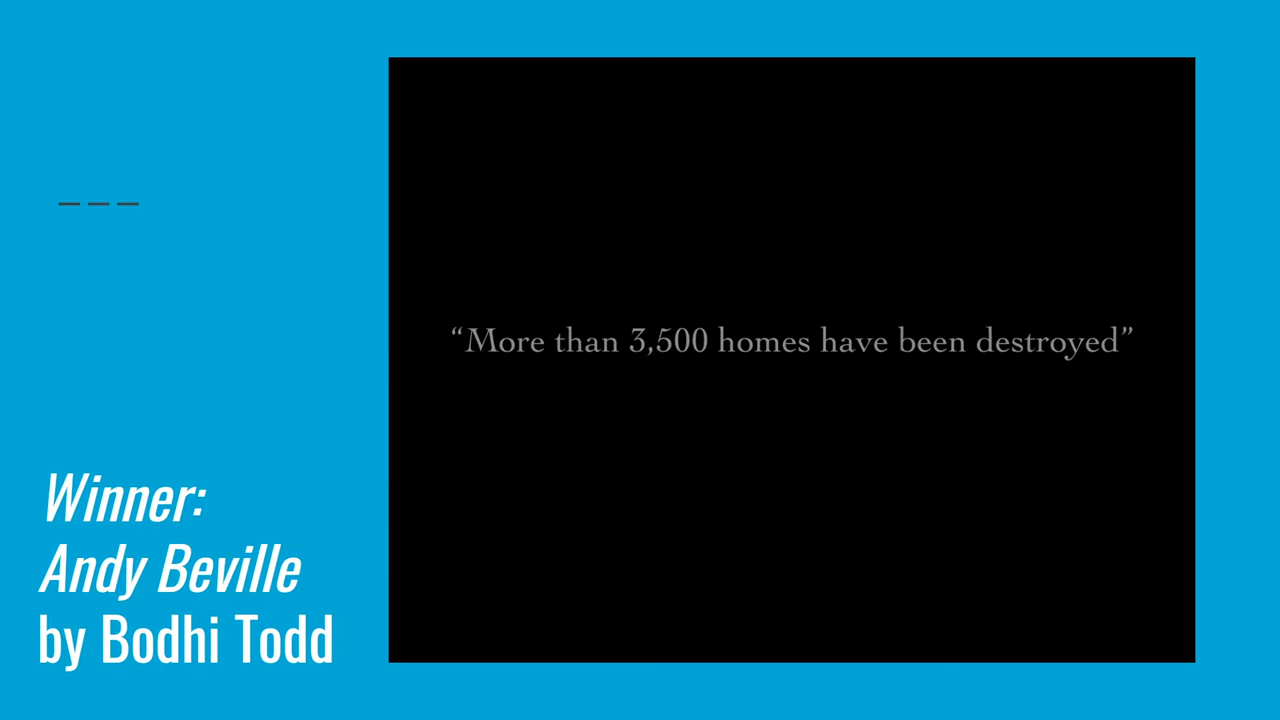 “More than 3,500 homes have been destroyed”
Winner:
Andy Beville
by Bodhi Todd